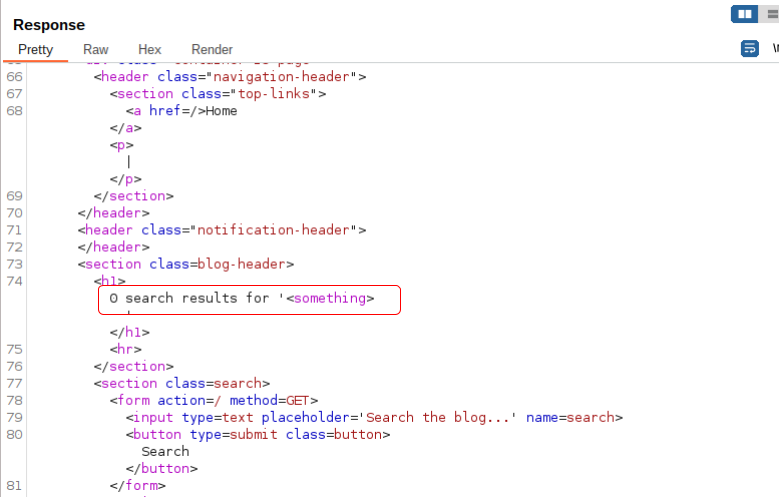 Response
Pretty Raw Hex Render
66 <header class="navigation-header">
67 <section class="top-links">
68 <a href=/>Home
</a>
<p>
|
</p>
69 </section>
70 </header>
71 <header class="notification-header">
72 </header>
73 <section class=blog-header>
74 <h1>
0 search results for '<something>
'
</h1>
75 <hr>
76 </section>
77 <section class=search>
78 <form action=/ method=GET>
79 <input type=text placeholder='Search the blog...' name=search>
80 <button type=submit class=button>
Search
</button>
81 </form>